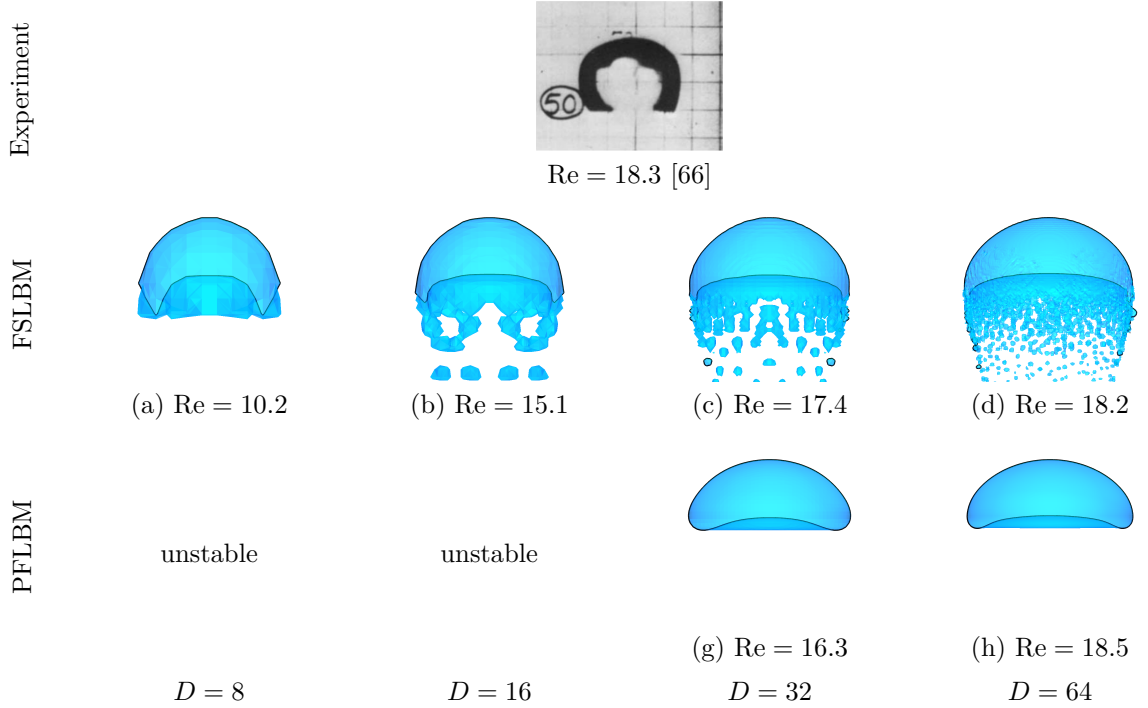 Experiment
50
Re = 18.3 [66]
FSLBM
(a) Re = 10.2
(b) Re = 15.1
(c) Re = 17.4
(d) Re = 18.2
PFLBM
unstable
unstable
(g) Re = 16.3
(h) Re = 18.5
D = 8
D = 16
D = 32
D = 64